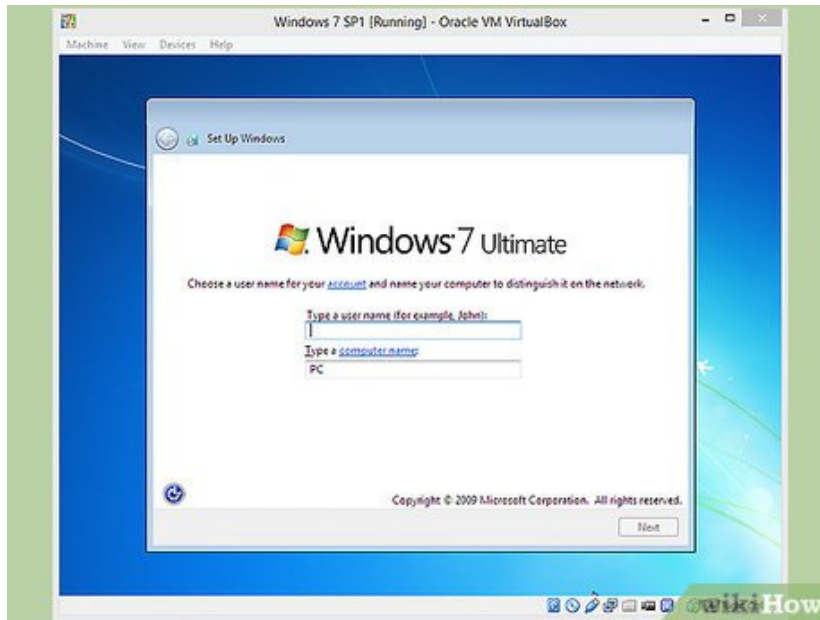 Windows 7 SP1 [Running] - Oracle VM VirtualBox
Machine View Devices Help
Set Up Windows
Windows 7 Ultimate
Choose a user name for your account and name your computer to distinguish it on the network.
Type a user name (for example, John):
Type a computer name:
PC
Copyright © 2009 Microsoft Corporation. All rights reserved.
Next
wikiHow